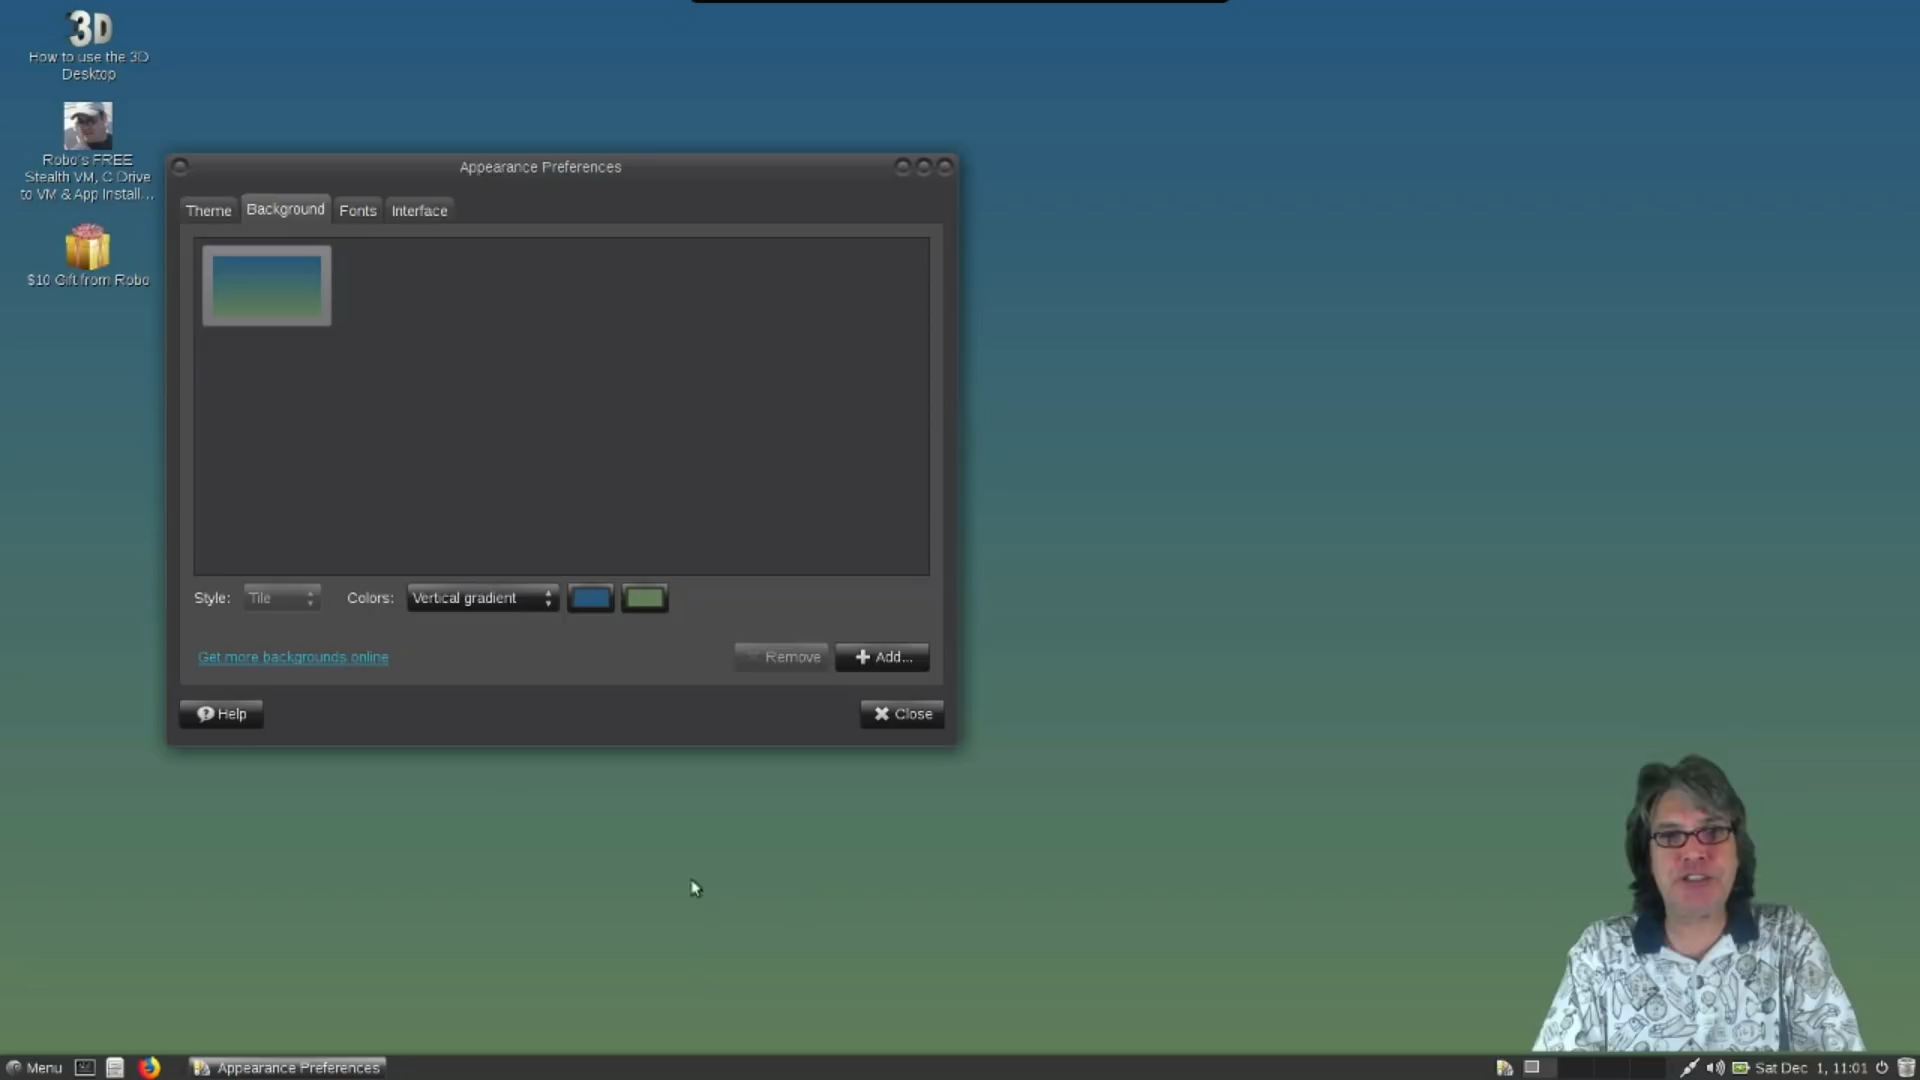 3D
How to use the 3D
Desktop
Robo's FREE
Stealth VM, C Drive
to VM & App Install...
$10 Gift from Robo
Appearance Preferences
Theme
Background
Fonts
Interface
Style:
Tile
Colors:
Vertical gradient
Get more backgrounds online
Remove
Add...
Help
Close
Menu
Appearance Preferences
Sat Dec 1, 11:01